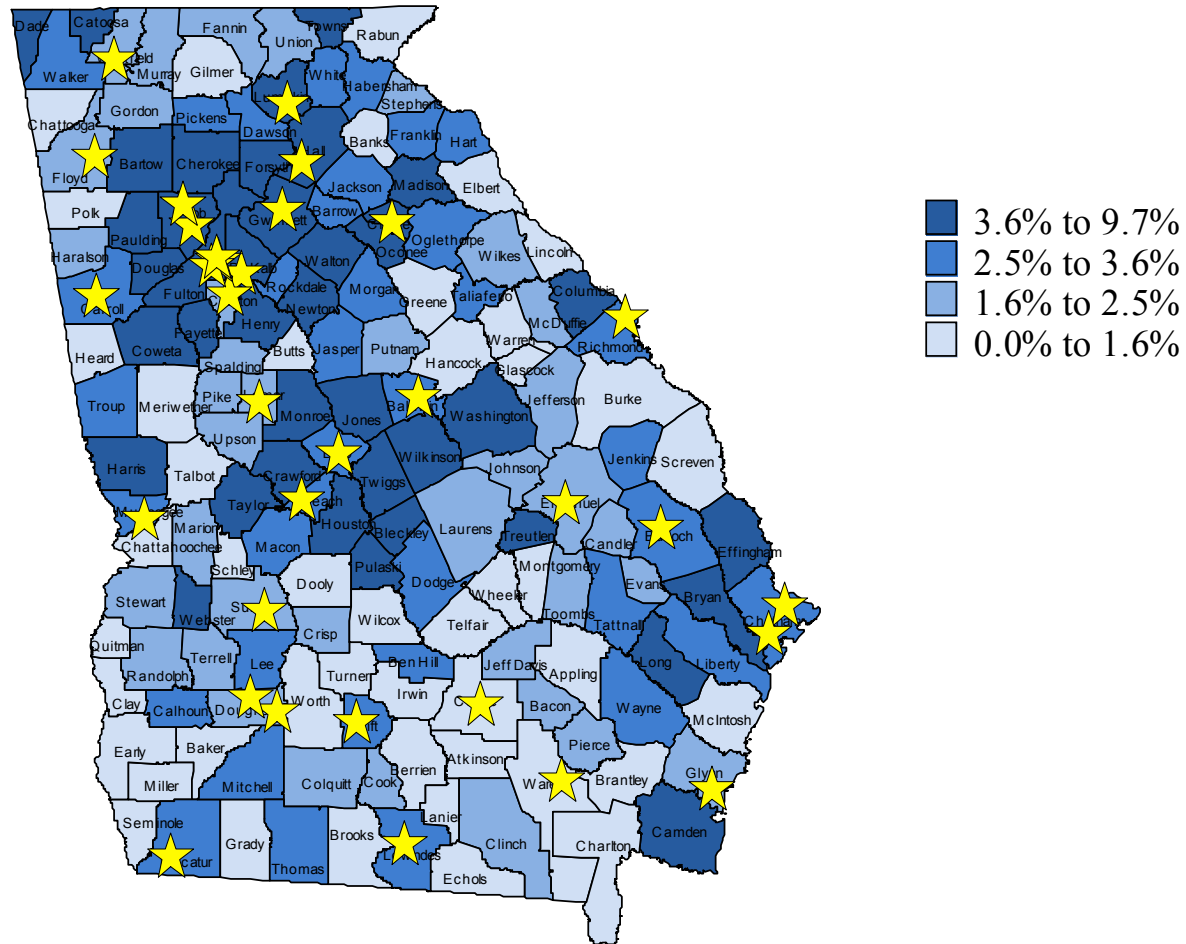 Dade
Catoosa
Fannin
Towns
Rabun
Union
Walker
Murray
Gilmer
White
Habersham
Stephens
Chattooga
Gordon
Pickens
Dawson
Banks
Franklin
Hart
Floyd
Bartow
Cherokee
Forsyth
Jackson
Madison
Elbert
Polk
Barrow
Paulding
Oconee
Oglethorpe
Wilkes
Lincoln
Haralson
Douglas
Walton
Fulton
Rockdale
Morgan
Greene
Taliaferro
Columbia
Newton
McDuffie
Fayette
Henry
Warren
Richmond
Heard
Coweta
Butts
Jasper
Putnam
Hancock
Glascock
Spalding
Troup
Meriwether
Pike
Monroe
Jones
Washington
Jefferson
Burke
Upson
Harris
Talbot
Crawford
Twiggs
Wilkinson
Johnson
Jenkins
Screven
Taylor
Houston
Bleckley
Laurens
Treutlen
Candler
Effingham
Marion
Chattahoochee
Macon
Schley
Pulaski
Dodge
Montgomery
Evans
Bryan
Dooly
Wheeler
Stewart
Webster
Wilcox
Telfair
Toombs
Tattnall
Crisp
Quitman
Terrell
Lee
Randolph
Turner
Ben Hill
Jeff Davis
Appling
Long
Liberty
Clay
Calhoun
Worth
Irwin
Bacon
Wayne
McIntosh
Early
Baker
Pierce
Miller
Mitchell
Colquitt
Cook
Berrien
Atkinson
Brantley
Seminole
Grady
Thomas
Brooks
Lanier
Clinch
Charlton
Camden
Echols
3.6% to 9.7%
2.5% to 3.6%
1.6% to 2.5%
0.0% to 1.6%